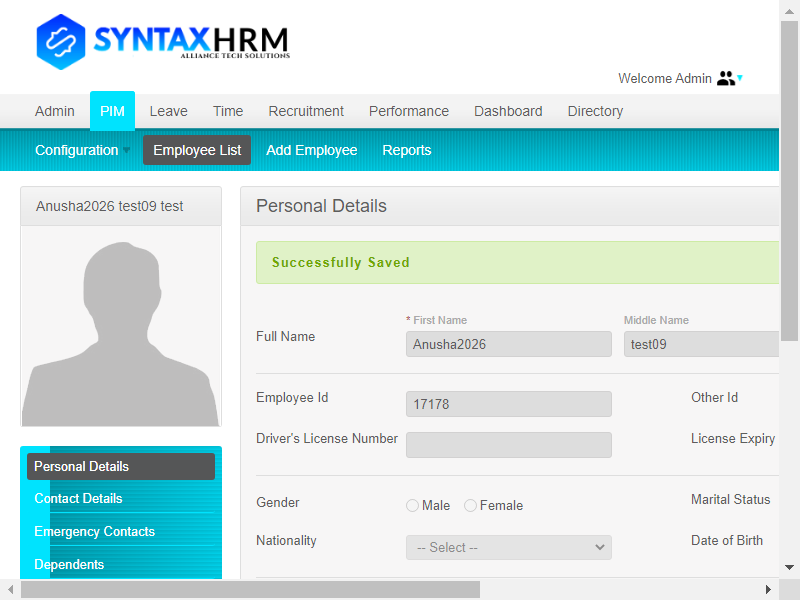 SYNTAXHRM
ALLIANCE TECH SOLUTIONS
Welcome Admin
Admin PIM Leave Time Recruitment Performance Dashboard Directory
Configuration Employee List Add Employee Reports
Anusha2026 test09 test
Personal Details
Successfully Saved
* First Name Middle Name
Full Name Anusha2026 test09
Employee Id 17178 Other Id
Driver's License Number License Expiry
Gender Male Female Marital Status
Nationality -- Select -- Date of Birth
Personal Details
Contact Details
Emergency Contacts
Dependents